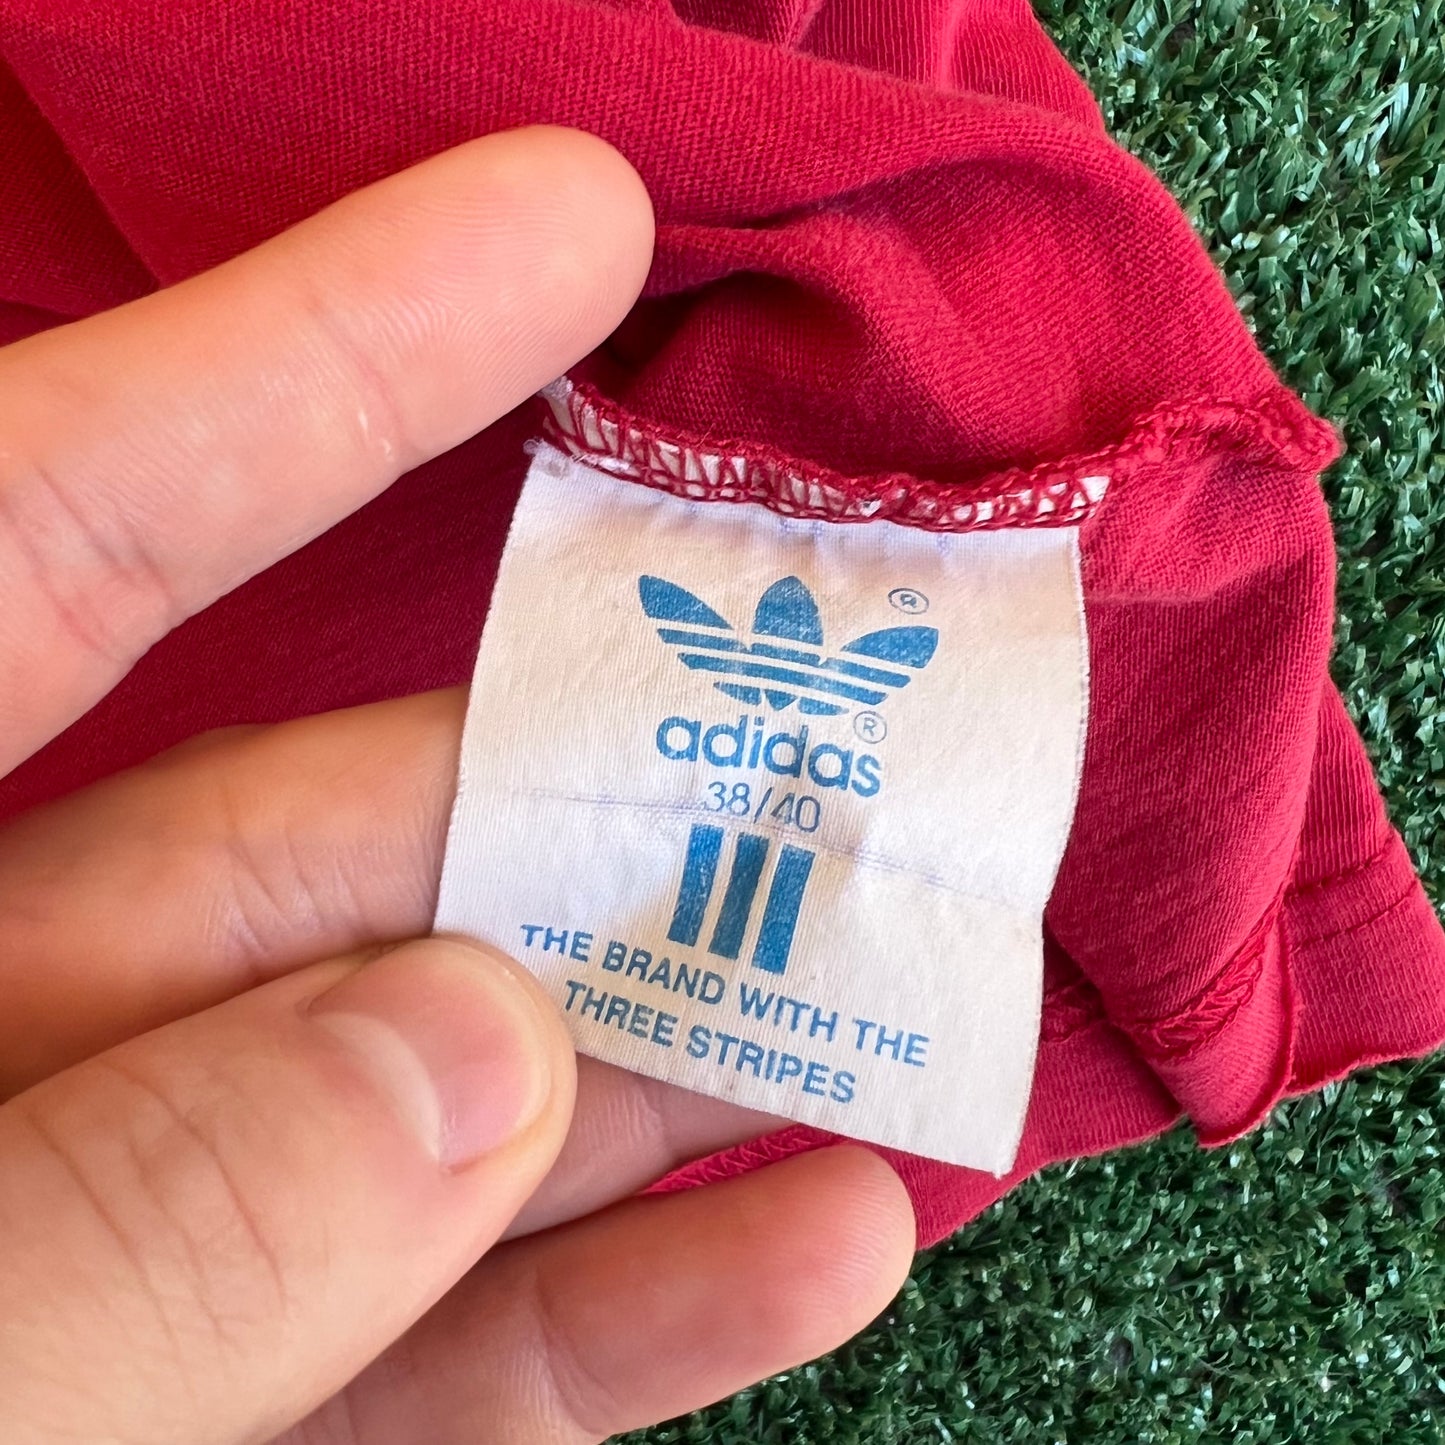 ®
adidas®
38/40
THE BRAND WITH THE
THREE STRIPES